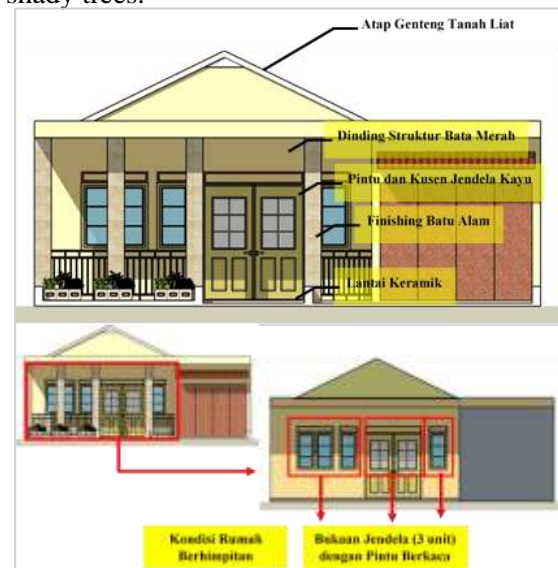 shady trees.
Atap Genteng Tanah Liat
Dinding Struktur Bata Merah
Pintu dan Kusen Jendela Kayu
Finishing Batu Alam
Lantai Keramik
Kondisi Rumah
Berhimpitan
Bukaan Jendela (3 unit)
dengan Pintu Berkaca